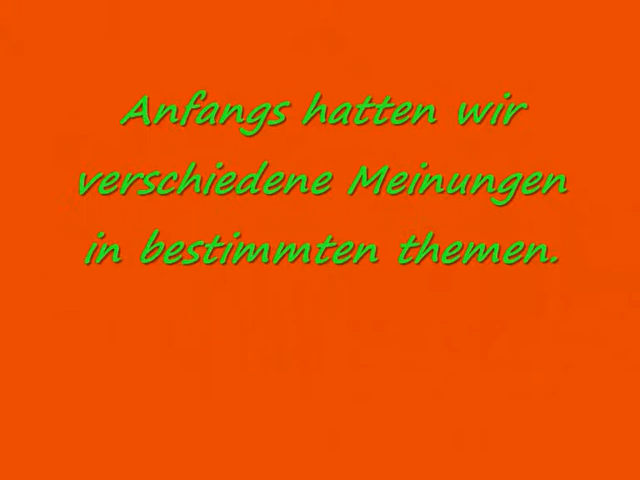 Anfangs hatten wir
verschiedene Meinungen
in bestimmten themen.